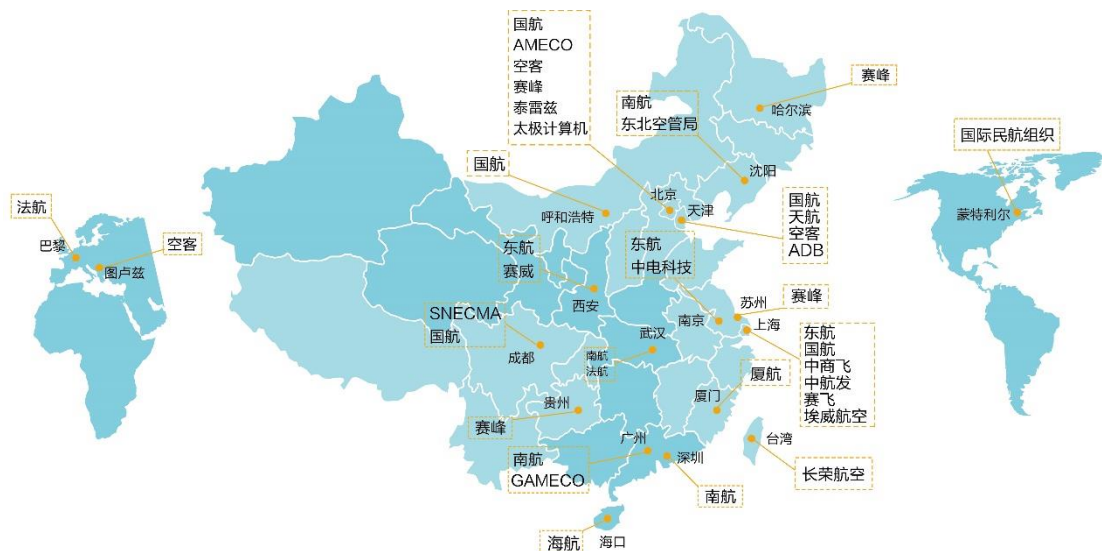 国航
AMECO
空客
赛峰
泰雷兹
太极计算机
南航
东北空管局
赛峰
哈尔滨
沈阳
国航
呼和浩特
北京
天津
国航
天航
空客
ADB
国际民航组织
蒙特利尔
法航
巴黎
空客
图卢兹
东航
赛威
西安
东航
中电科技
南京
苏州
赛峰
上海
东航
国航
中商飞
中航发
赛飞
埃威航空
SNECMA
国航
成都
武汉
南航
法航
厦航
厦门
贵州
赛峰
广州
南航
GAMECO
深圳
南航
台湾
长荣航空
海航
海口